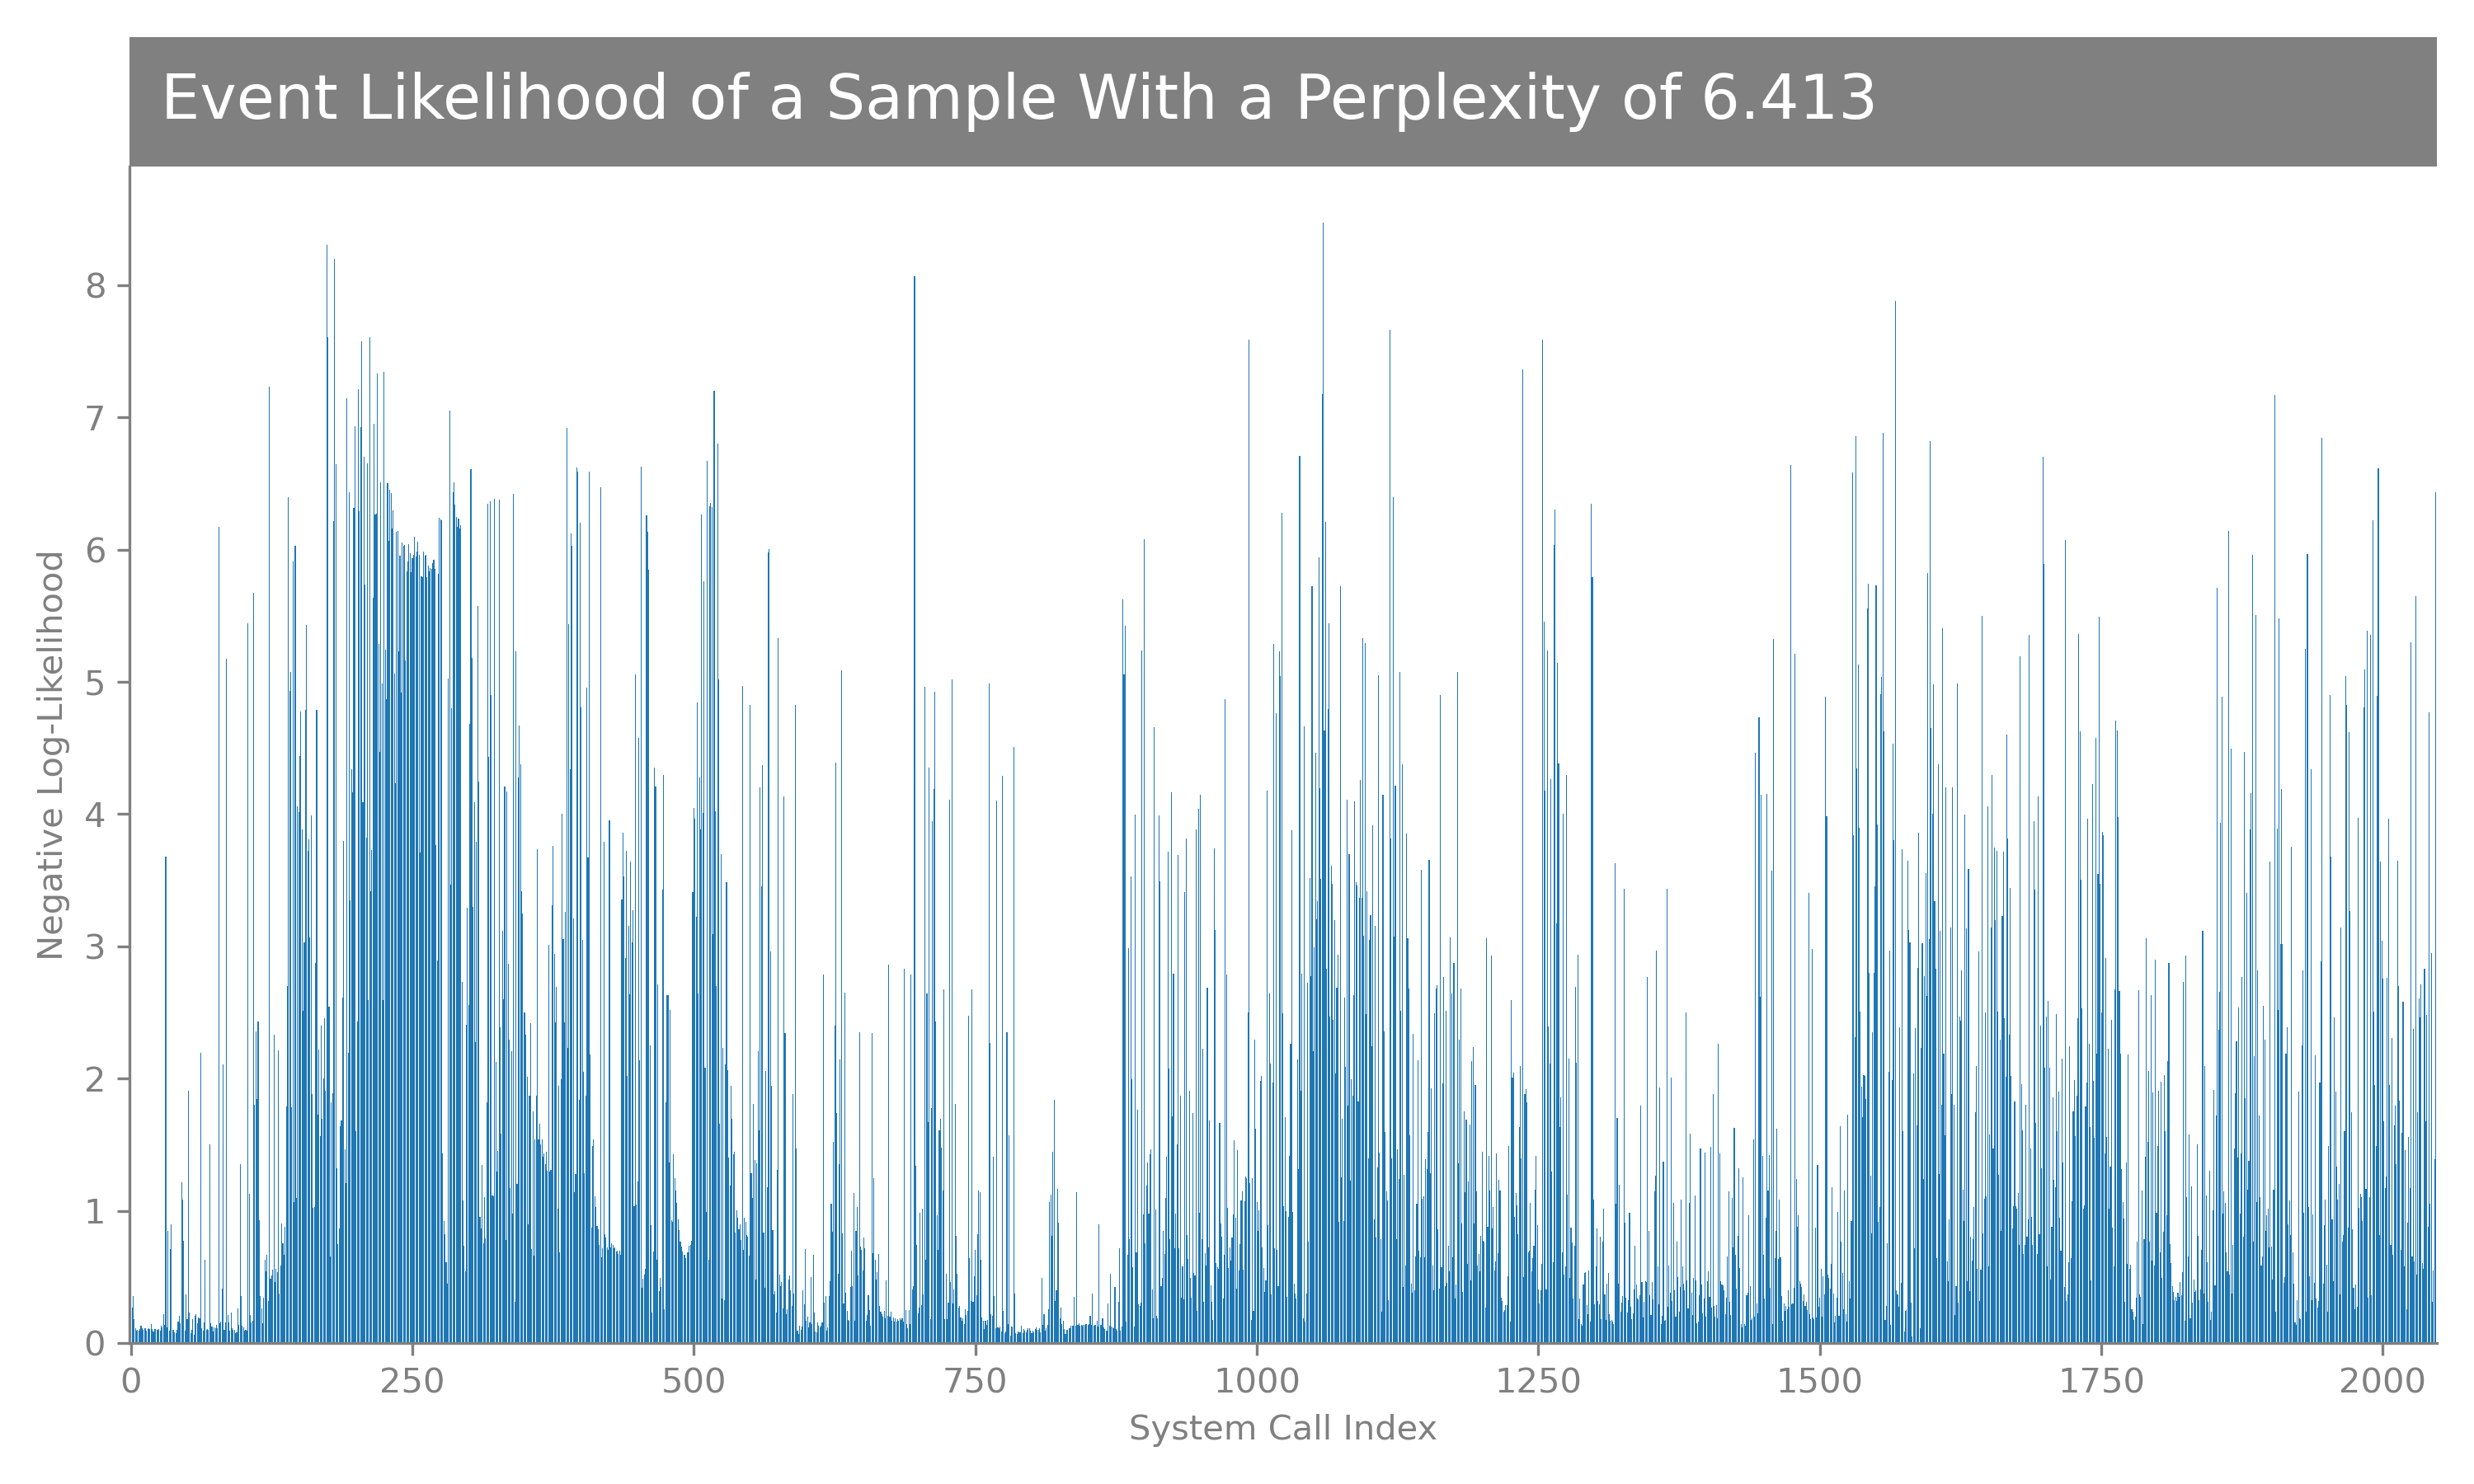 Event Likelihood of a Sample With a Perplexity of 6.413
8
7
6
5
4
3
2
1
0
Negative Log-Likelihood
0 250 500 750 1000 1250 1500 1750 2000
System Call Index